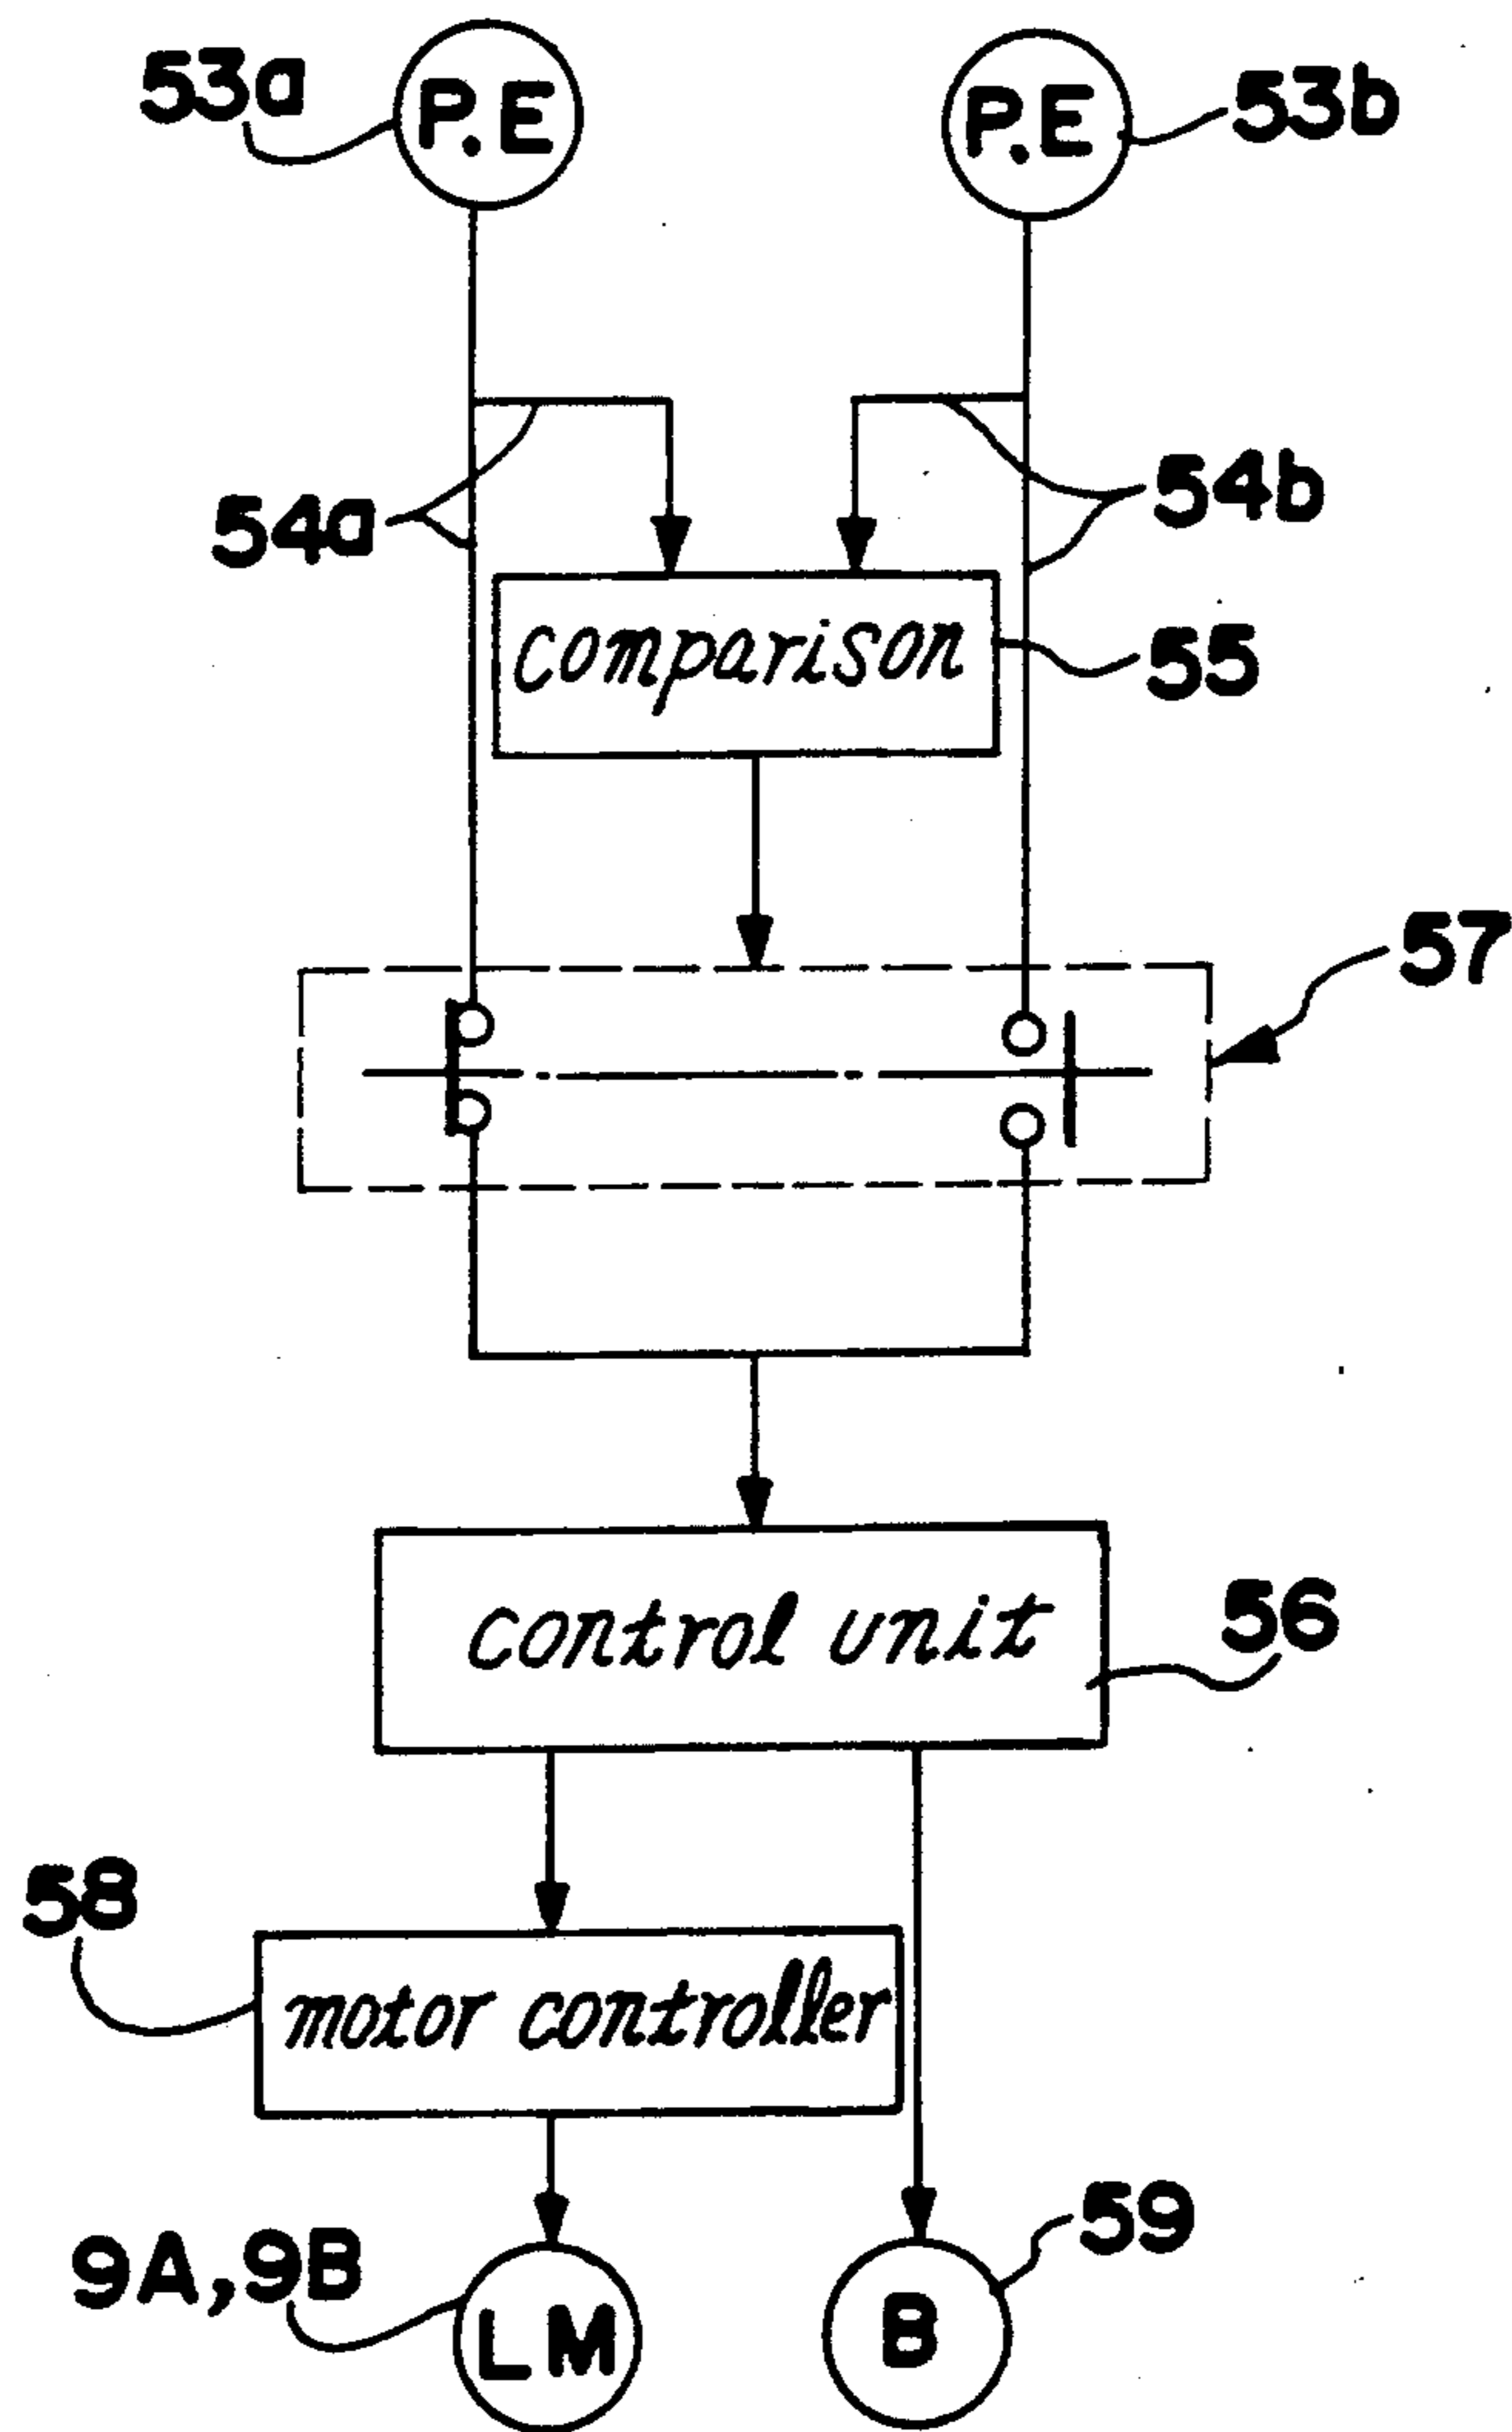 53a
P.E
P.E
53b
54a
54b
comparison
55
57
control unit
56
58
motor controller
9A,9B
LM
B
59